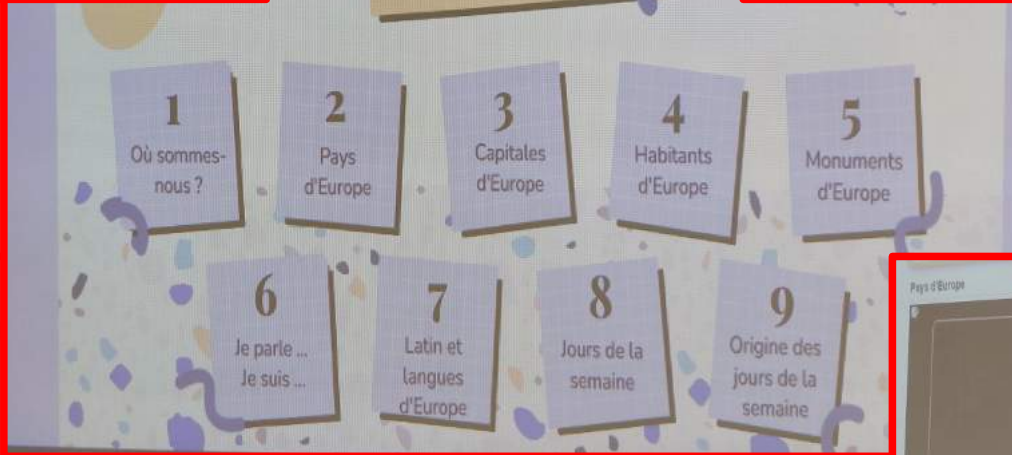 1
Où sommes-
nous ?
2
Pays
d'Europe
3
Capitales
d'Europe
4
Habitants
d'Europe
5
Monuments
d'Europe
6
Je parle ...
Je suis ...
7
Latin et
langues
d'Europe
8
Jours de la
semaine
9
Origine des
jours de la
semaine
Pays d'Europe